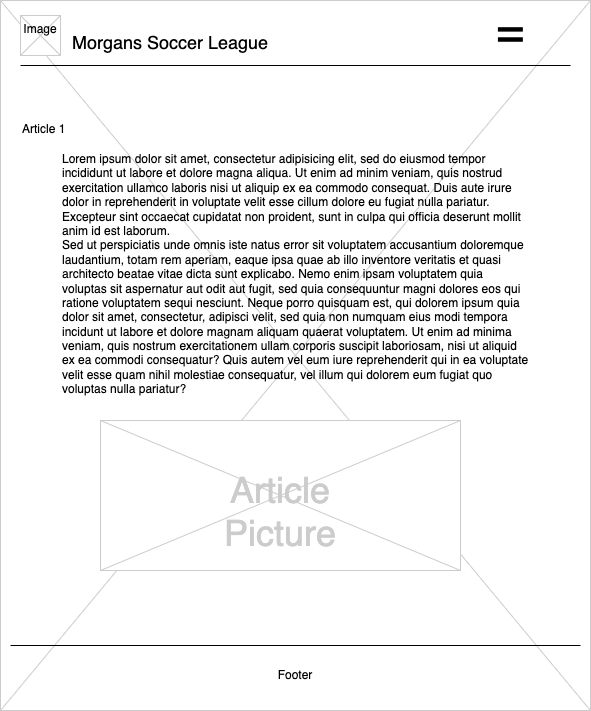 Image
Morgans Soccer League
Article 1
Lorem ipsum dolor sit amet, consectetur adipisicing elit, sed do eiusmod tempor
incididunt ut labore et dolore magna aliqua. Ut enim ad minim veniam, quis nostrud
exercitation ullamco laboris nisi ut aliquip ex ea commodo consequat. Duis aute irure
dolor in reprehenderit in voluptate velit esse cillum dolore eu fugiat nulla pariatur.
Excepteur sint occaecat cupidatat non proident, sunt in culpa qui officia deserunt mollit
anim id est laborum.
Sed ut perspiciatis unde omnis iste natus error sit voluptatem accusantium doloremque
laudantium, totam rem aperiam, eaque ipsa quae ab illo inventore veritatis et quasi
architecto beatae vitae dicta sunt explicabo. Nemo enim ipsam voluptatem quia
voluptas sit aspernatur aut odit aut fugit, sed quia consequuntur magni dolores eos qui
ratione voluptatem sequi nesciunt. Neque porro quisquam est, qui dolorem ipsum quia
dolor sit amet, consectetur, adipisci velit, sed quia non numquam eius modi tempora
incidunt ut labore et dolore magnam aliquam quaerat voluptatem. Ut enim ad minima
veniam, quis nostrum exercitationem ullam corporis suscipit laboriosam, nisi ut aliquid
ex ea commodi consequatur? Quis autem vel eum iure reprehenderit qui in ea voluptate
velit esse quam nihil molestiae consequatur, vel illum qui dolorem eum fugiat quo
voluptas nulla pariatur?
Article
Picture
Footer